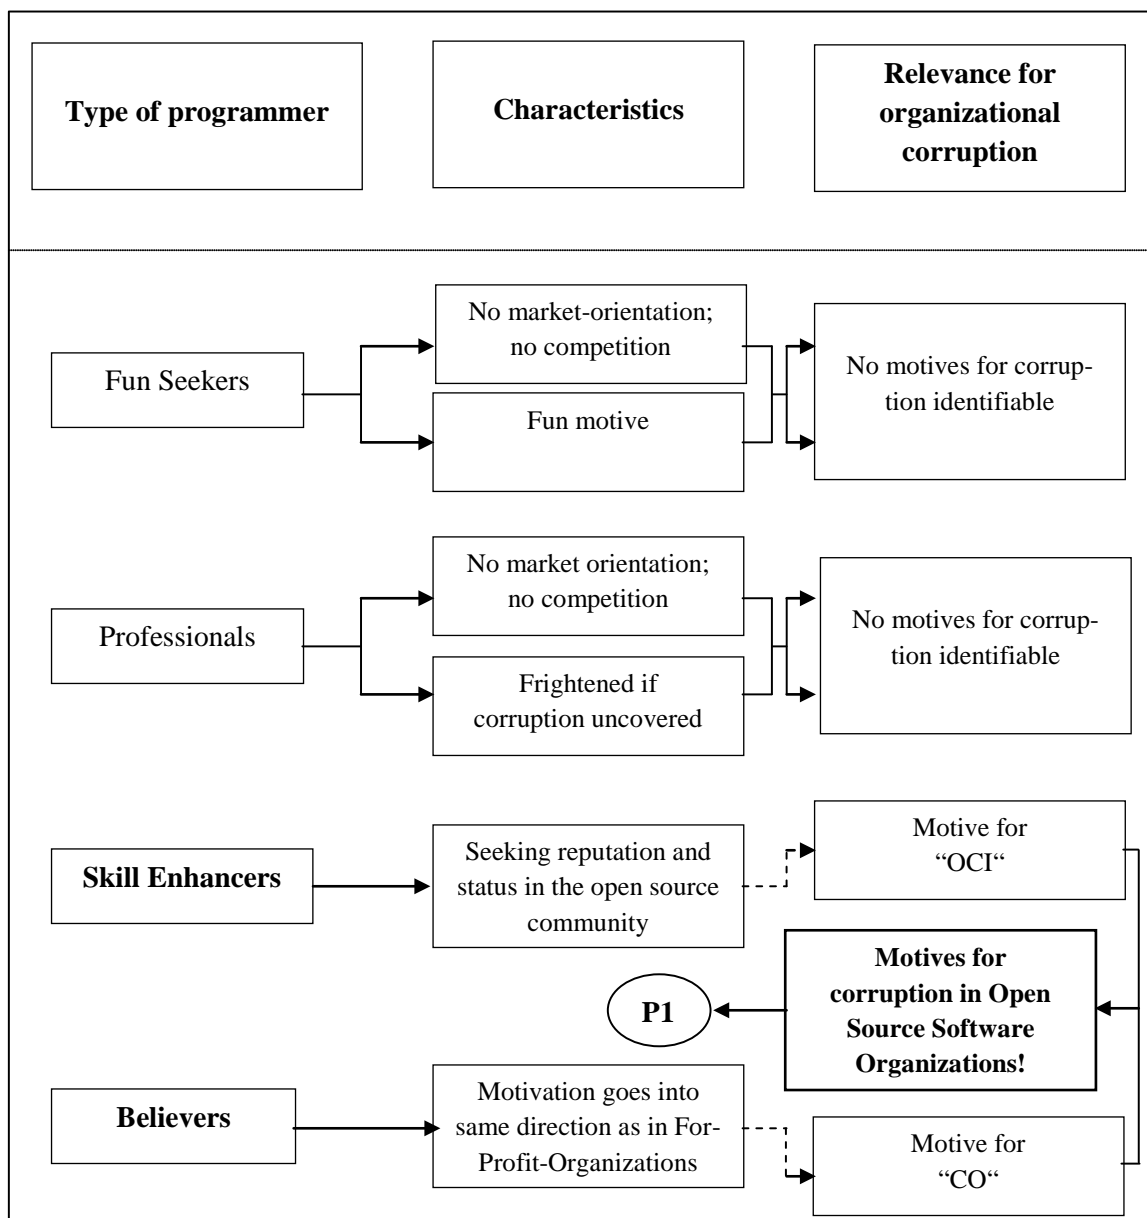 Type of programmer
Characteristics
Relevance for
organizational
corruption
Fun Seekers
No market-orientation;
no competition
Fun motive
No motives for corrup-
tion identifiable
Professionals
No market orientation;
no competition
Frightened if
corruption uncovered
No motives for corrup-
tion identifiable
Skill Enhancers
Seeking reputation and
status in the open source
community
Motive for
“OCI“
Motives for
corruption in Open
Source Software
Organizations!
P1
Believers
Motivation goes into
same direction as in For-
Profit-Organizations
Motive for
“CO“